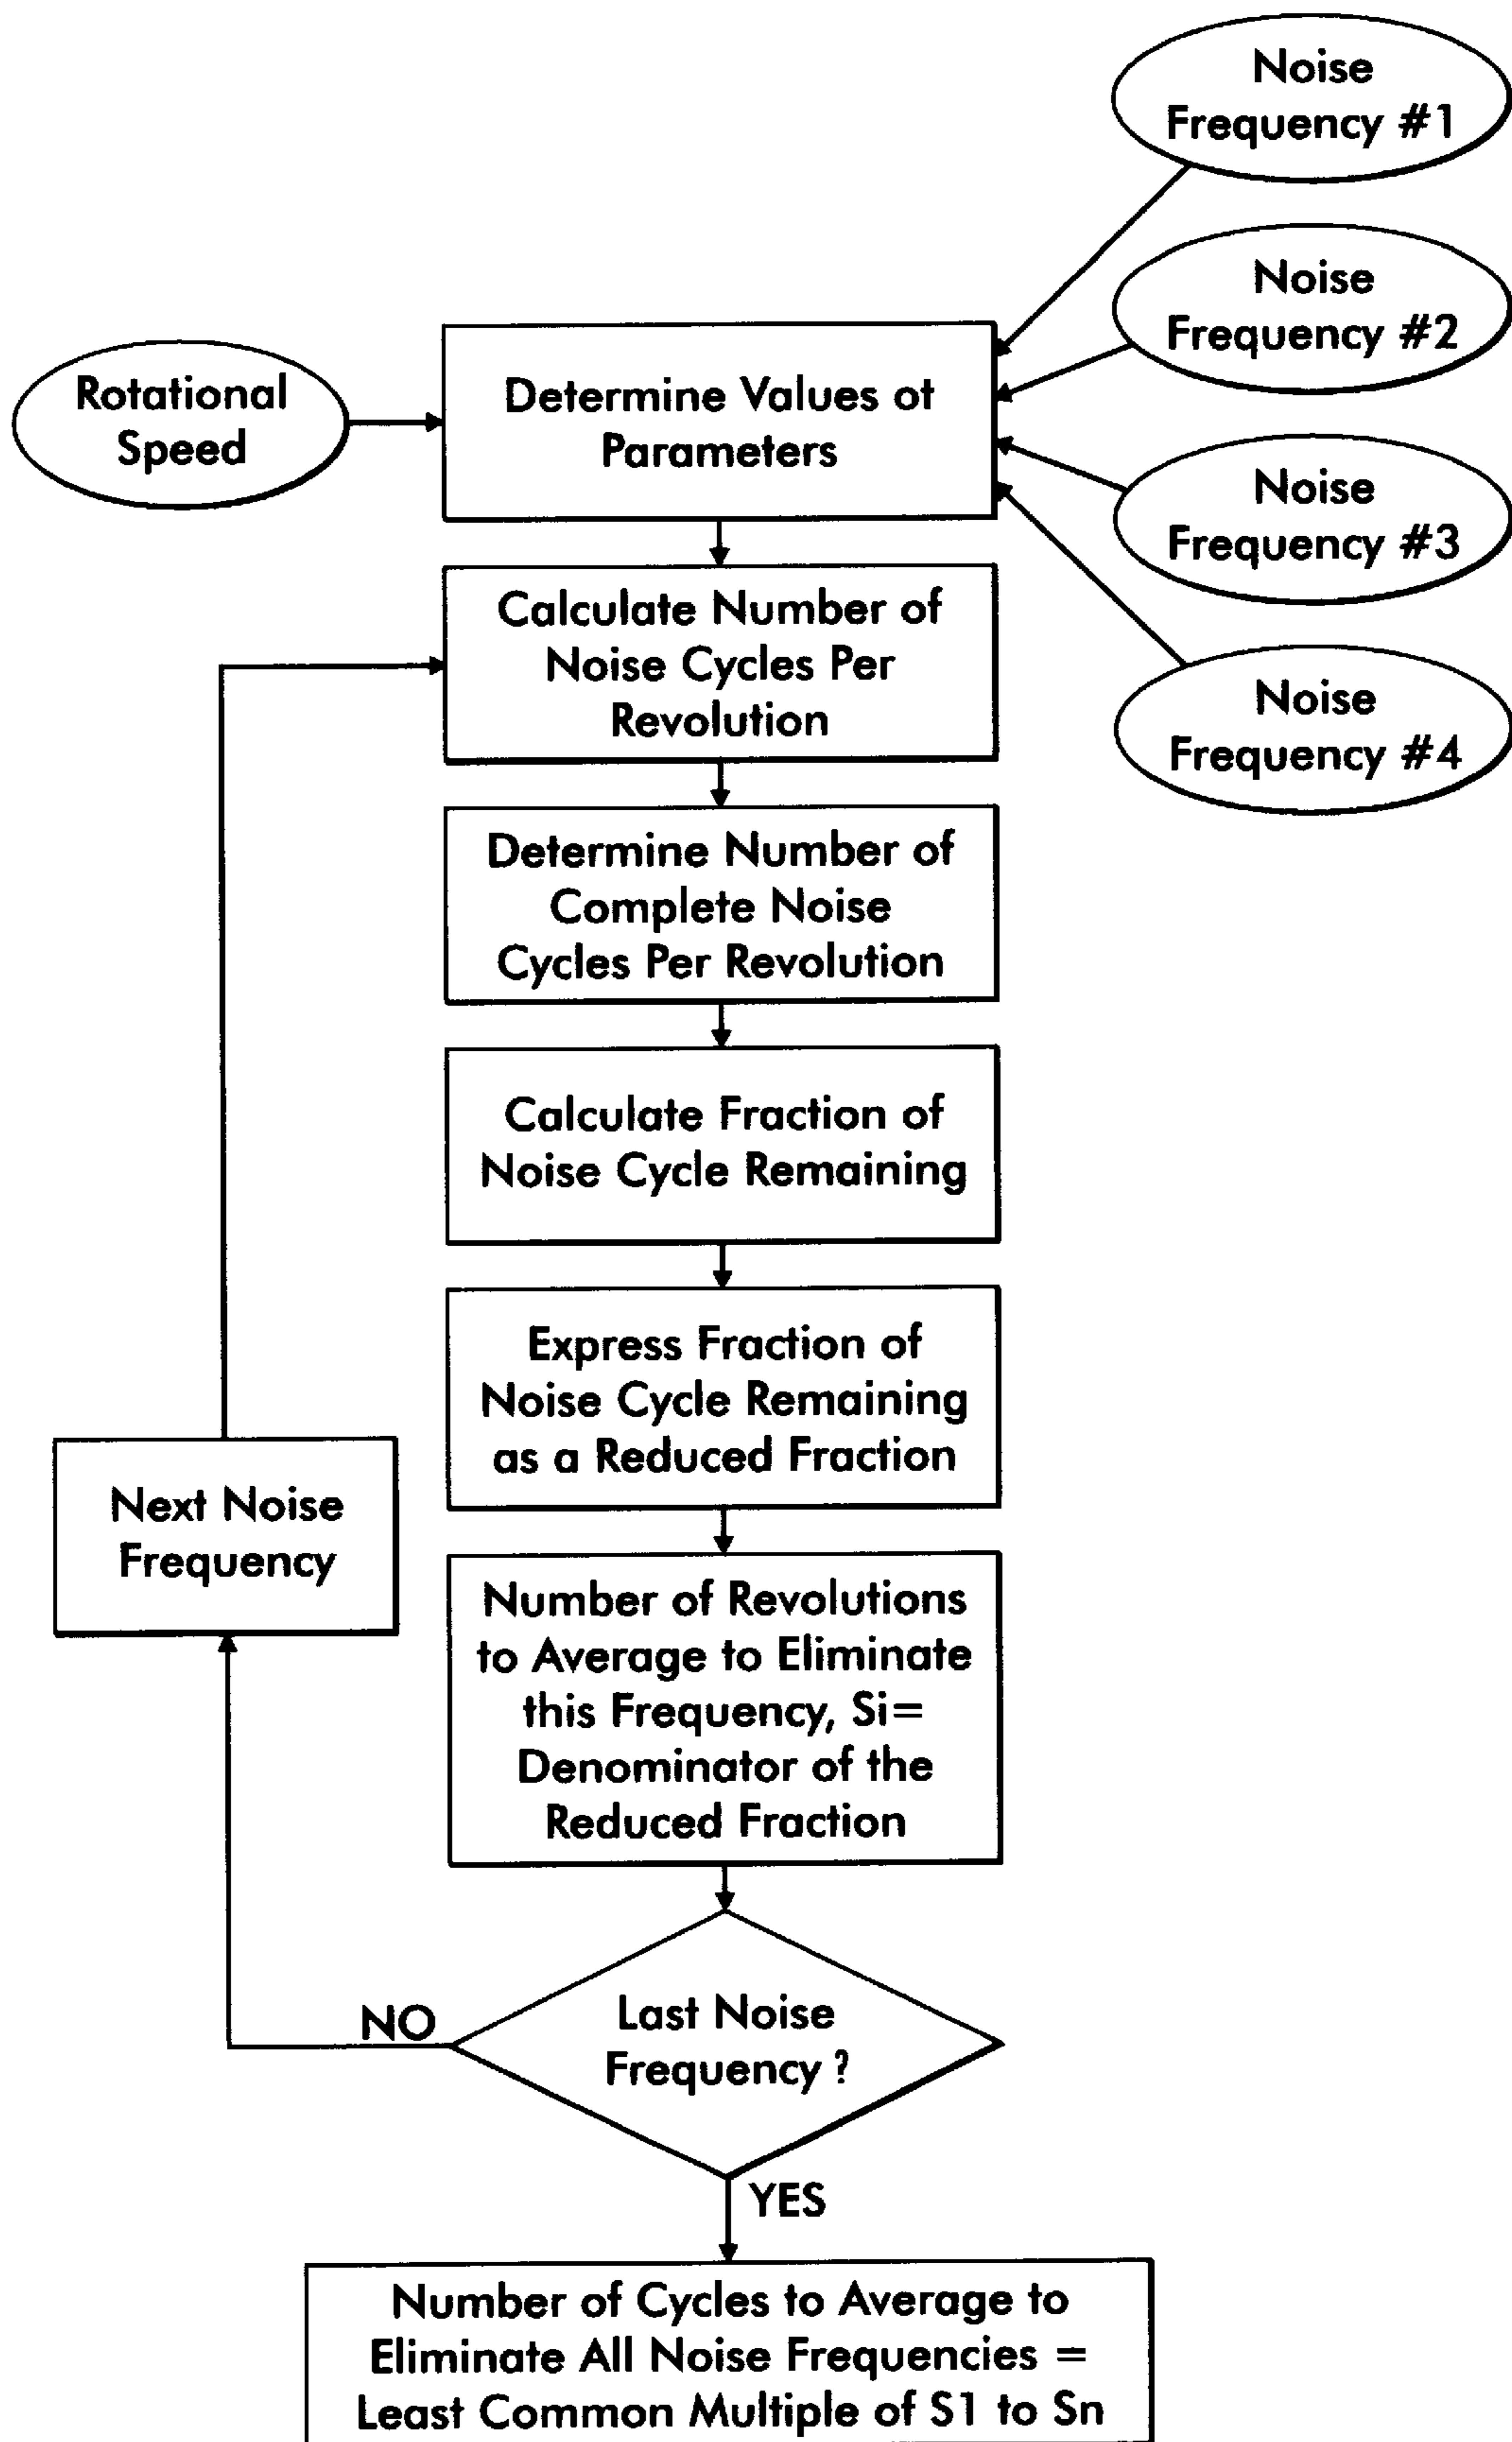 Noise
Frequency #1
Noise
Frequency #2
Rotational
Speed
Determine Values ot
Parameters
Noise
Frequency #3
Calculate Number of
Noise Cycles Per
Revolution
Noise
Frequency #4
Determine Number of
Complete Noise
Cycles Per Revolution
Calculate Fraction of
Noise Cycle Remaining
Express Fraction of
Noise Cycle Remaining
as a Reduced Fraction
Next Noise
Frequency
Number of Revolutions
to Average to Eliminate
this Frequency, Si=
Denominator of the
Reduced Fraction
NO
Last Noise
Frequency ?
YES
Number of Cycles to Average to
Eliminate All Noise Frequencies =
Least Common Multiple of S1 to Sn